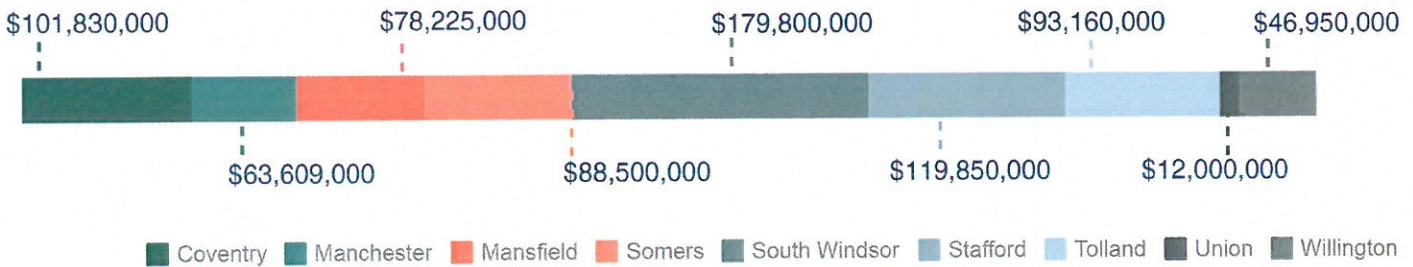 $101,830,000 $78,225,000 $179,800,000 $93,160,000 $46,950,000
$63,609,000 $88,500,000 $119,850,000 $12,000,000
Coventry Manchester Mansfield Somers South Windsor Stafford Tolland Union Willington